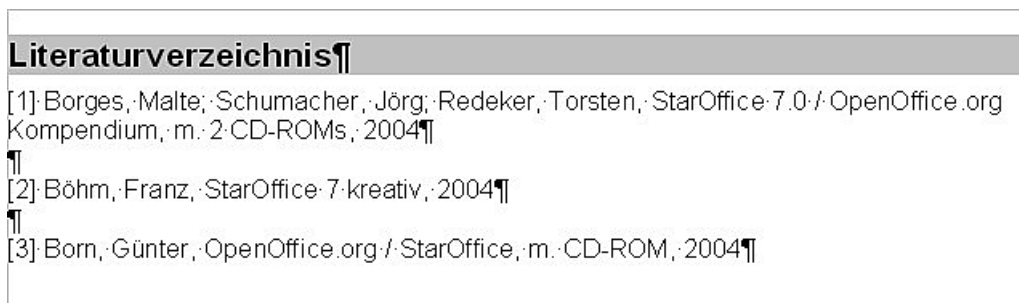 Literaturverzeichnis¶
[1]·Borges,·Malte;·Schumacher,·Jörg;·Redeker,·Torsten,·StarOffice·7.0·/·OpenOffice.org
Kompendium,·m.·2·CD-ROMs,·2004¶
¶
[2]·Böhm,·Franz,·StarOffice·7·kreativ,·2004¶
¶
[3]·Born,·Günter,·OpenOffice.org·/·StarOffice,·m.·CD-ROM,·2004¶